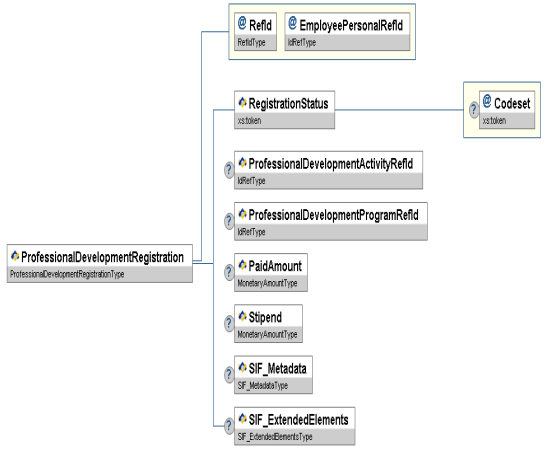 @ RefId
RefIdType
@ EmployeePersonalRefId
IdRefType
RegistrationStatus
xs:token
? @ Codeset
xs:token
? ProfessionalDevelopmentActivityRefId
IdRefType
? ProfessionalDevelopmentProgramRefId
IdRefType
ProfessionalDevelopmentRegistration
ProfessionalDevelopmentRegistrationType
? PaidAmount
MonetaryAmountType
? Stipend
MonetaryAmountType
? SIF_Metadata
SIF_MetadataType
? SIF_ExtendedElements
SIF_ExtendedElementsType